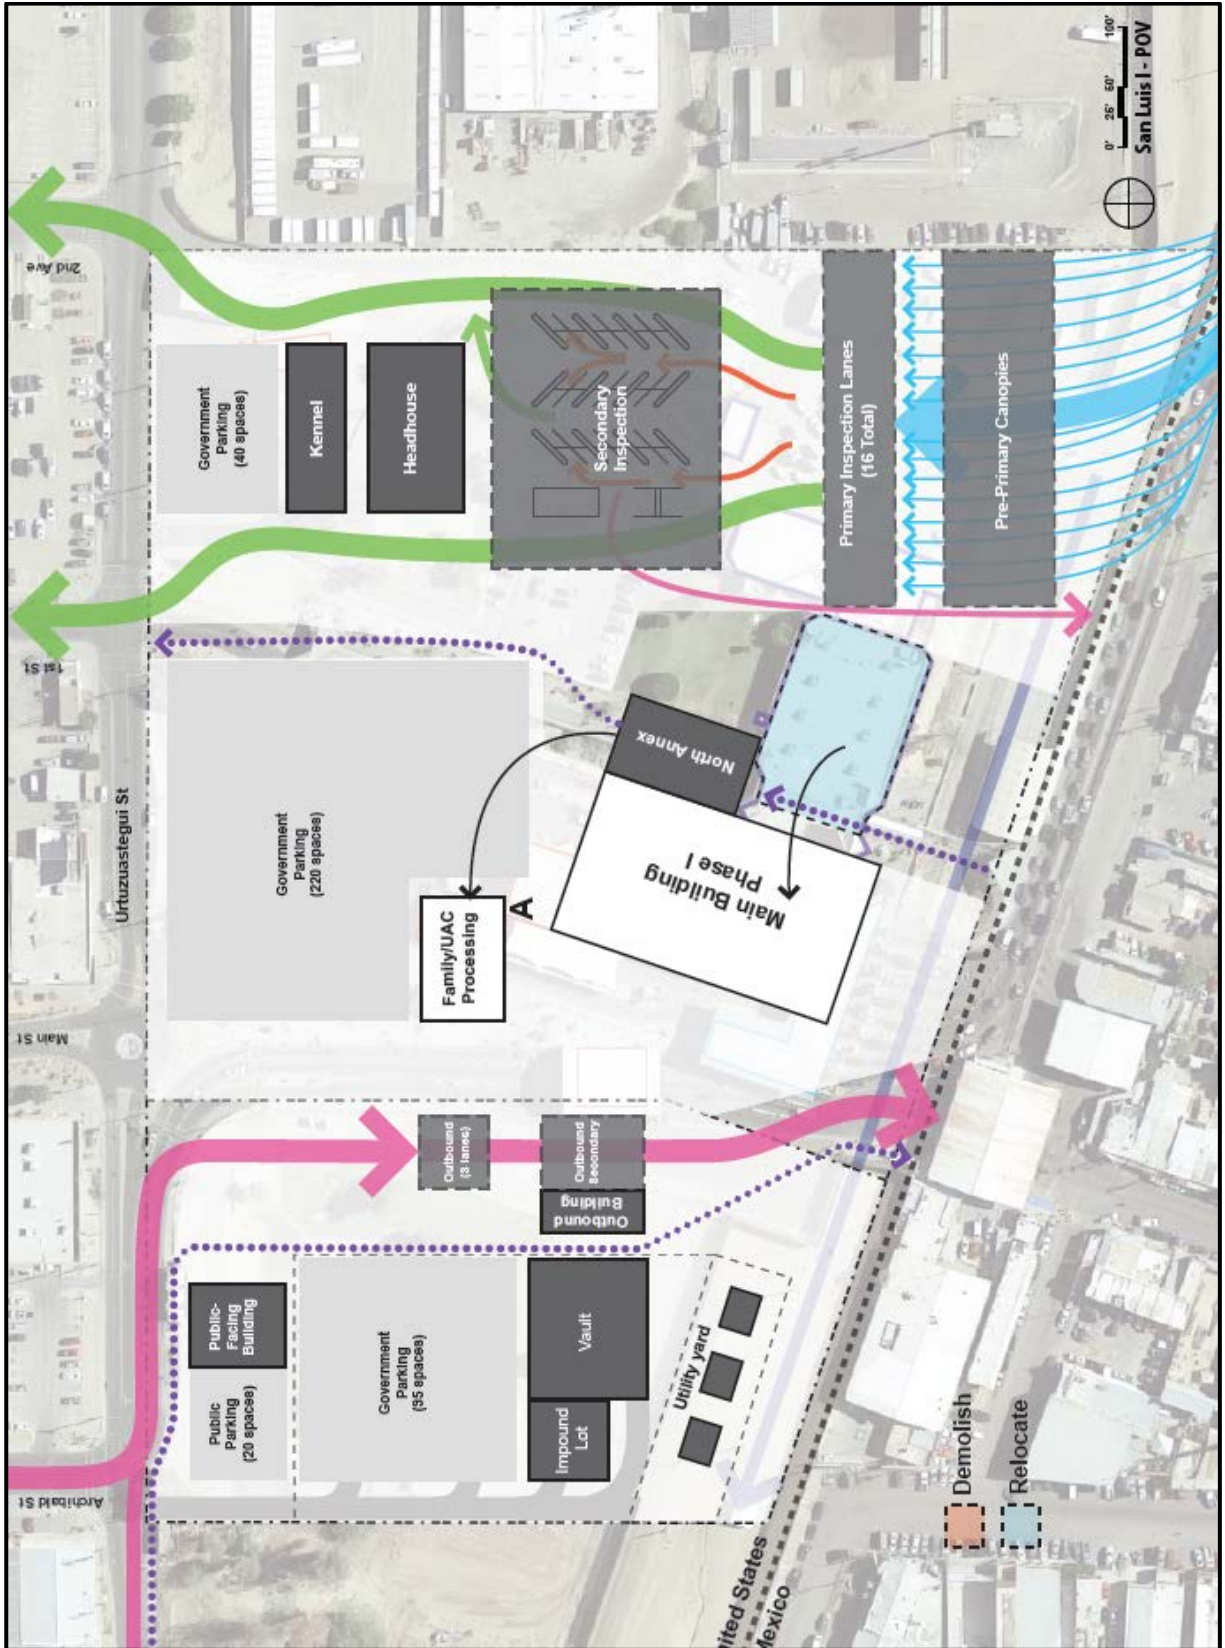 Archibald St
Main St
1st St
2nd Ave
Urtuzuastegui St
Public
Parking
(20 spaces)
Public-
Facing
Building
Government
Parking
(35 spaces)
Impound
Lot
Vault
Utility yard
Outbound
(3 lanes)
Outbound
Secondary
Outbound
Building
Government
Parking
(220 spaces)
Family/UAC
Processing
A
North Annex
Main Building
Phase I
Government
Parking
(40 spaces)
Kennel
Headhouse
Secondary
Inspection
Primary Inspection Lanes
(16 Total)
Pre-Primary Canopies
nited States
Mexico
Demolish
Relocate
0' 25' 50' 100'
San Luis I - POV